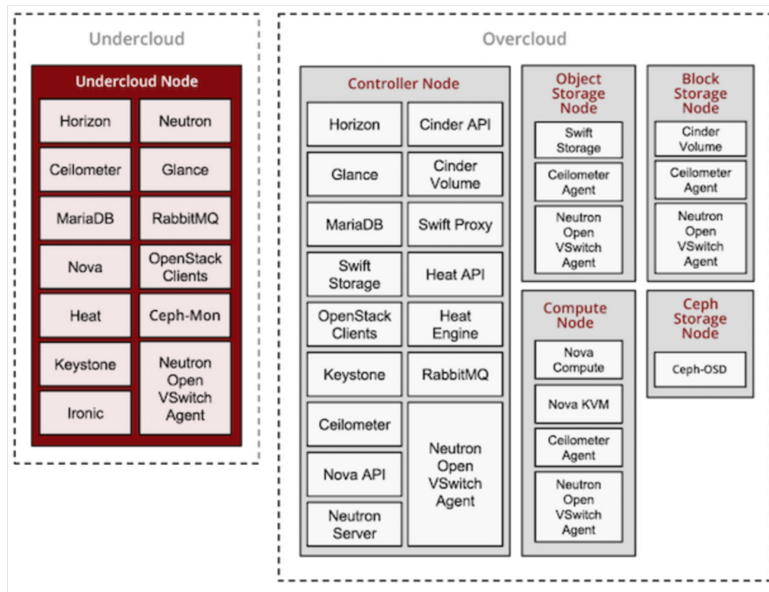 Undercloud
Undercloud Node
Horizon
Neutron
Ceilometer
Glance
MariaDB
RabbitMQ
Nova
OpenStack
Clients
Heat
Ceph-Mon
Keystone
Neutron
Open
VSwitch
Agent
Ironic
Overcloud
Controller Node
Horizon
Cinder API
Glance
Cinder
Volume
MariaDB
Swift Proxy
Swift
Storage
Heat API
OpenStack
Clients
Heat
Engine
Keystone
RabbitMQ
Ceilometer
Neutron
Open
VSwitch
Agent
Nova API
Neutron
Server
Object
Storage
Node
Swift
Storage
Ceilometer
Agent
Neutron
Open
VSwitch
Agent
Block
Storage
Node
Cinder
Volume
Ceilometer
Agent
Neutron
Open
VSwitch
Agent
Compute
Node
Nova
Compute
Nova KVM
Ceilometer
Agent
Neutron
Open
VSwitch
Agent
Ceph
Storage
Node
Ceph-OSD